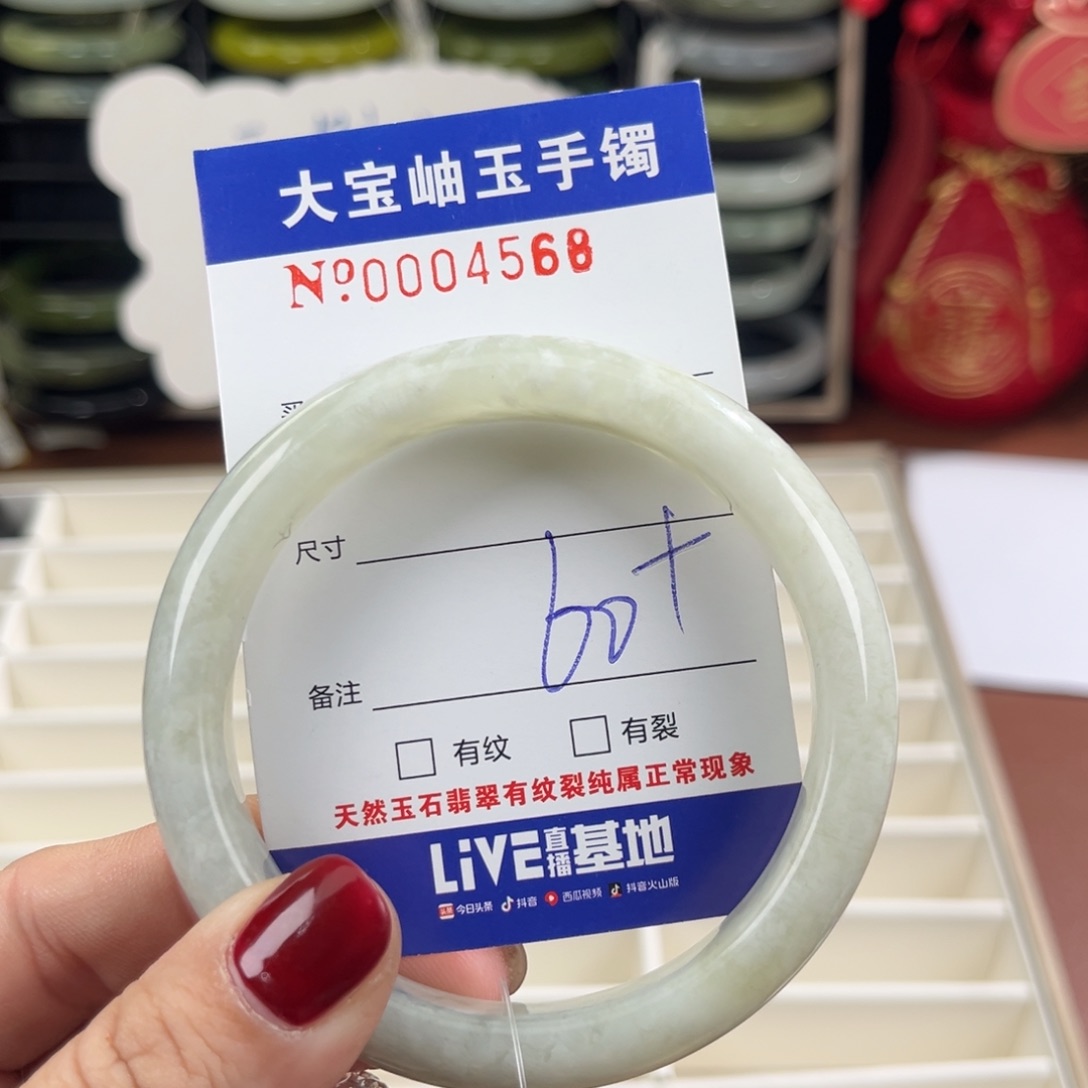 大宝岫玉手镯
Nº0004568
尺寸
60+
备注
有纹 有裂
天然玉石翡翠有纹裂纯属正常现象
LiVE直播基地
头条 今日头条 抖音 西瓜视频 抖音火山版